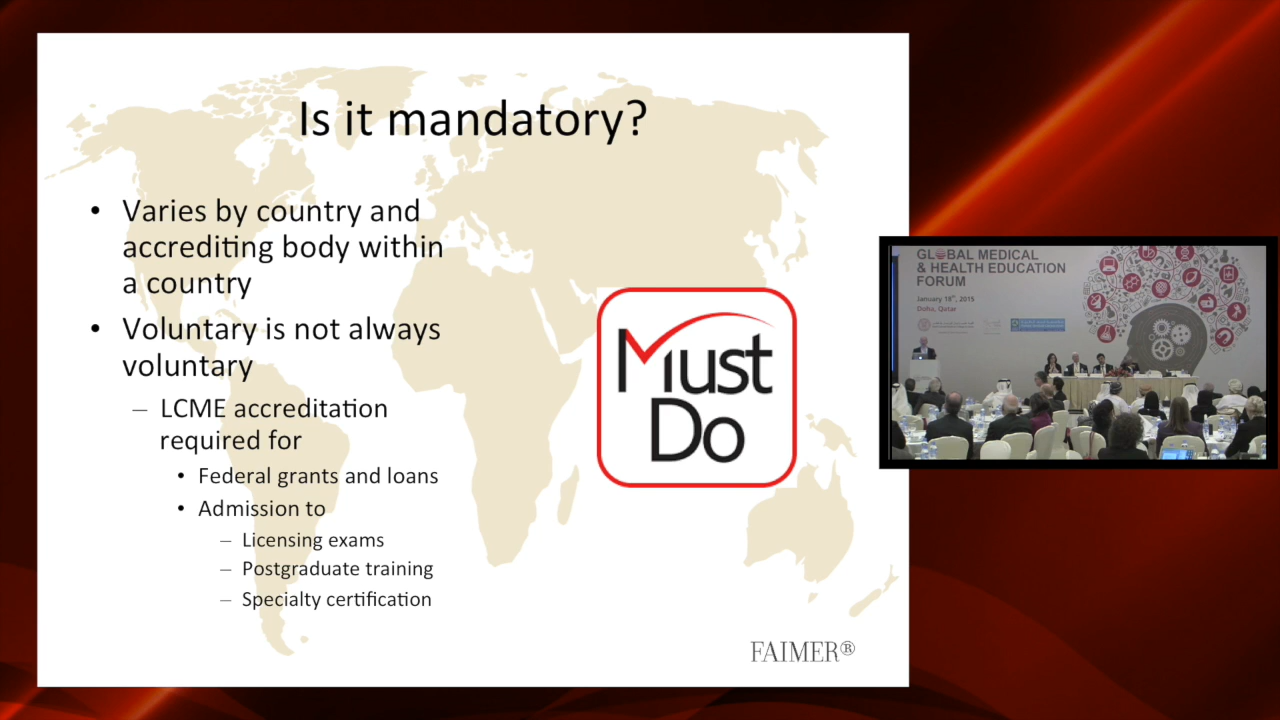 Is it mandatory?
• Varies by country and
accrediting body within
a country
• Voluntary is not always
voluntary
– LCME accreditation
required for
• Federal grants and loans
• Admission to
– Licensing exams
– Postgraduate training
– Specialty certification
Must
Do
FAIMER®
GLOBAL MEDICAL
& HEALTH EDUCATION
FORUM
January 18th, 2015
Doha, Qatar